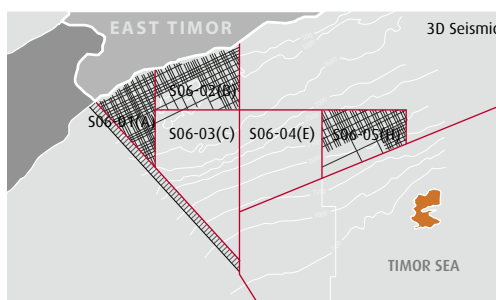 EAST TIMOR
3D Seismic
S06-02(B)
S06-01(A)
S06-03(C)
S06-04(E)
S06-05(H)
TIMOR SEA